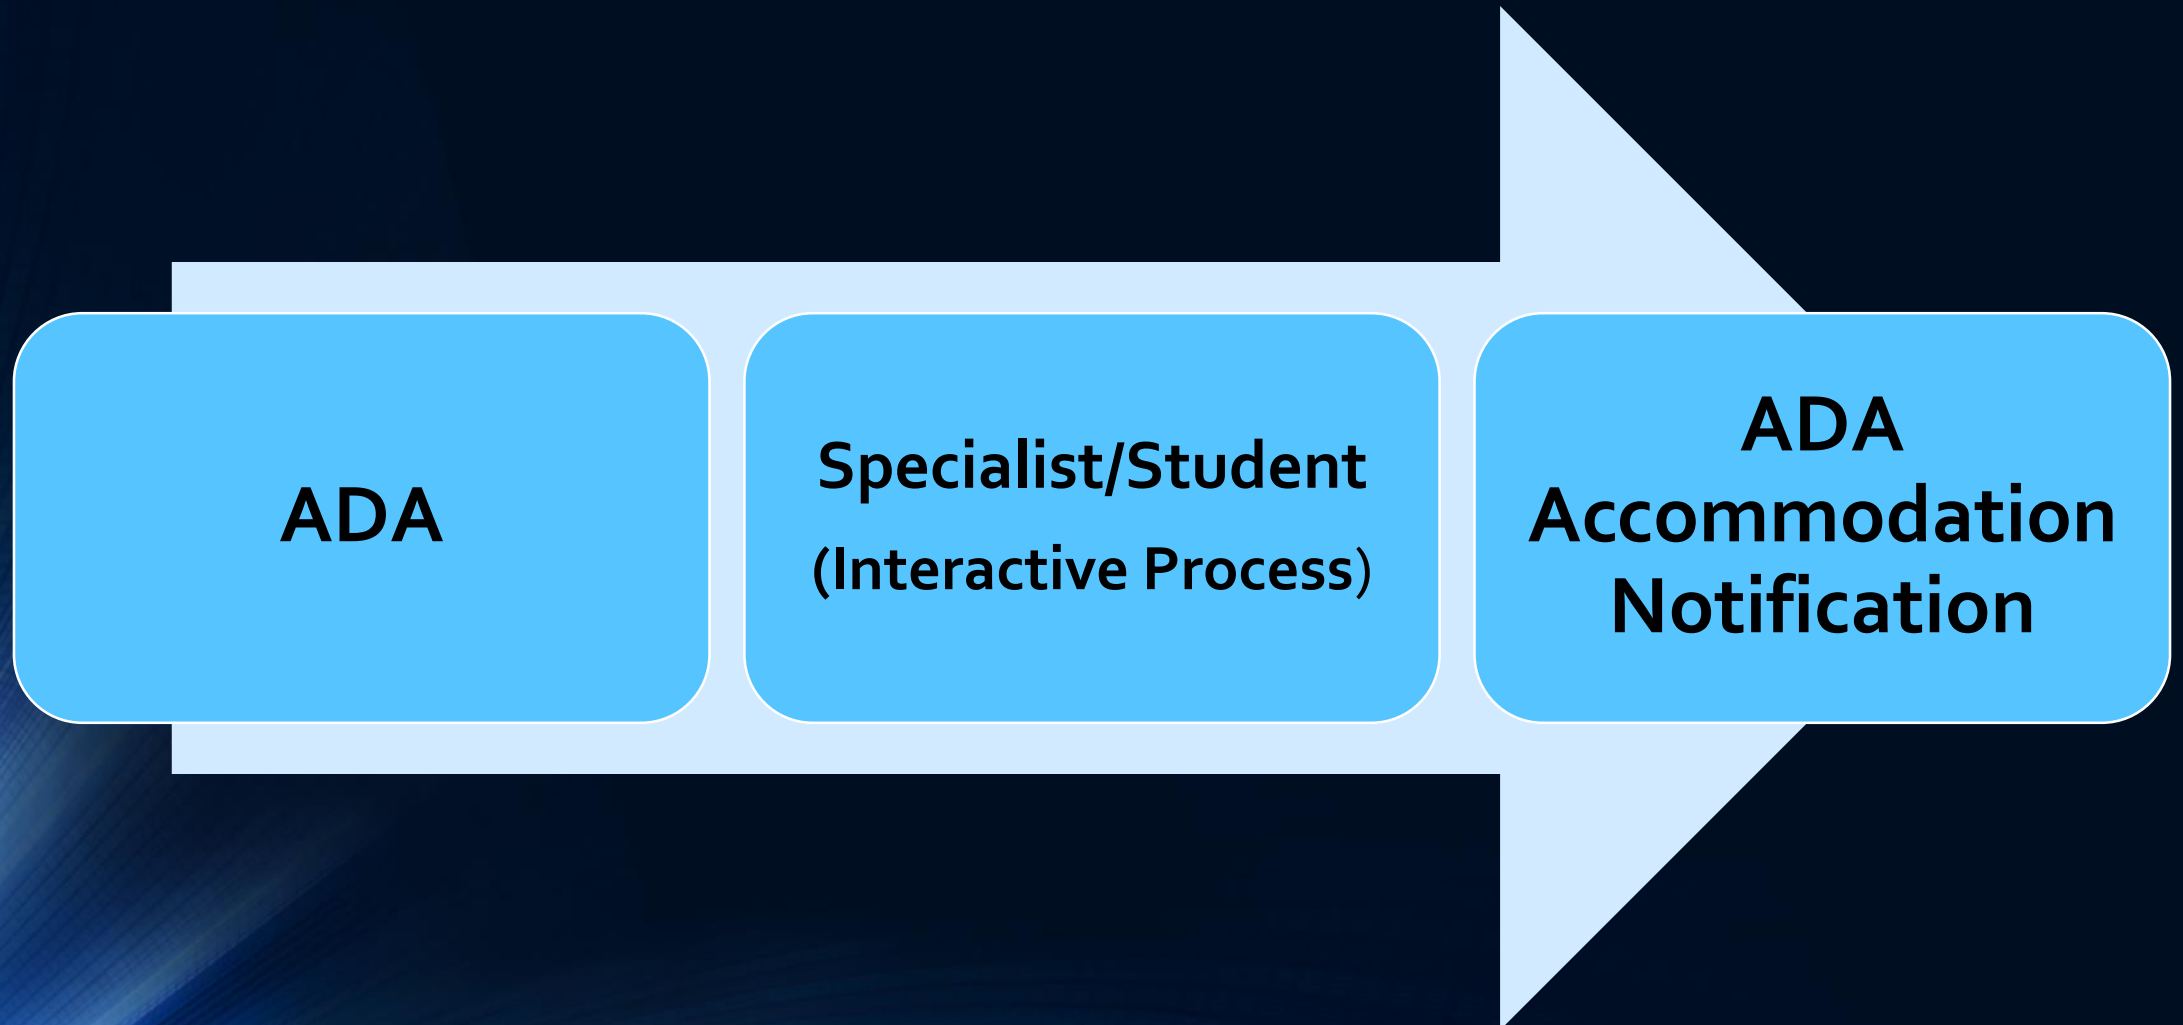 ADA
Specialist/Student
(Interactive Process)
ADA
Accommodation
Notification